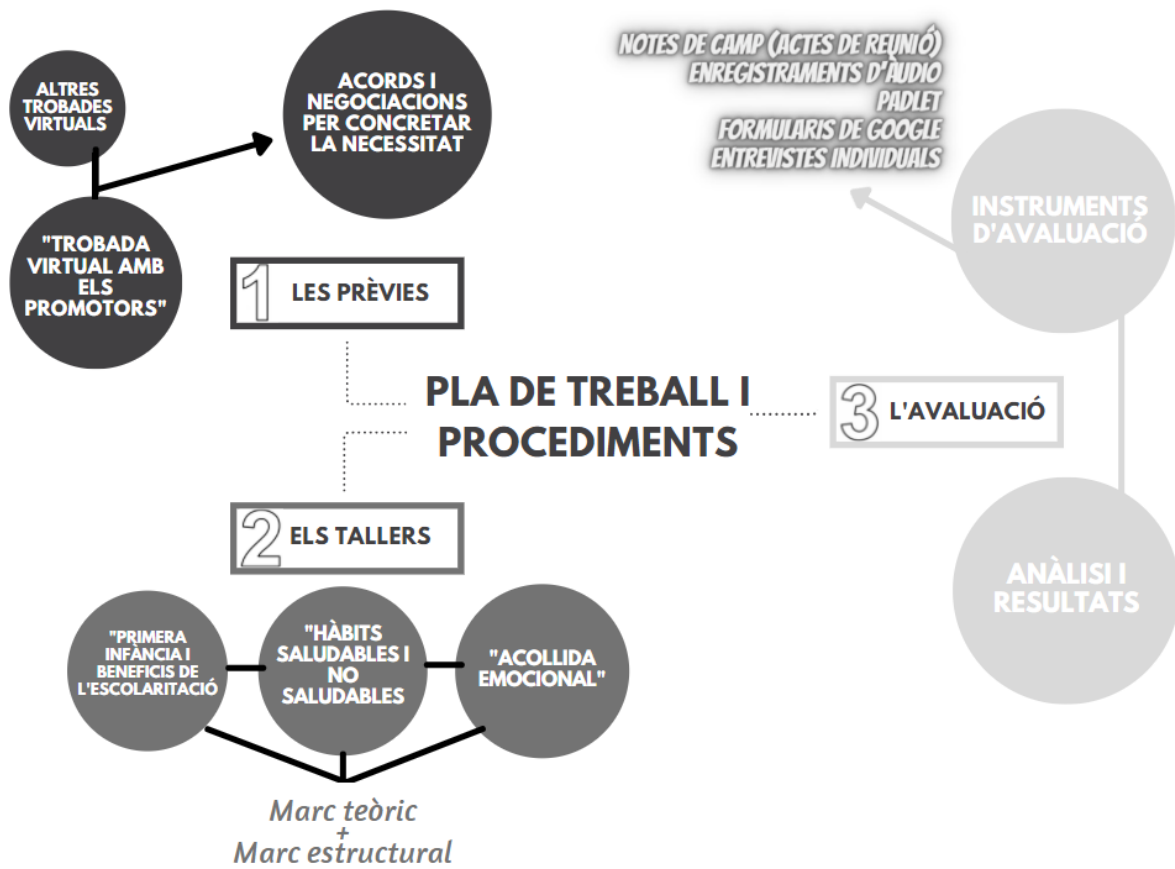 ALTRES
TROBADES
VIRTUALS
ACORDS I
NEGOCIACIONS
PER CONCRETAR
LA NECESSITAT
"TROBADA
VIRTUAL AMB
ELS
PROMOTORS"
1 LES PRÈVIES
NOTES DE CAMP (ACTES DE REUNIÓ)
ENREGISTRAMENTS D'ÀUDIO
PADLET
FORMULARIS DE GOOGLE
ENTREVISTES INDIVIDUALS
INSTRUMENTS
D'AVALUACIÓ
PLA DE TREBALL I
PROCEDIMENTS
3 L'AVALUACIÓ
ANÀLISI I
RESULTATS
2 ELS TALLERS
"PRIMERA
INFÀNCIA I
BENEFICIS DE
L'ESCOLARITACIÓ
"HÀBITS
SALUDABLES I
NO
SALUDABLES
"ACOLLIDA
EMOCIONAL"
Marc teòric
+
Marc estructural